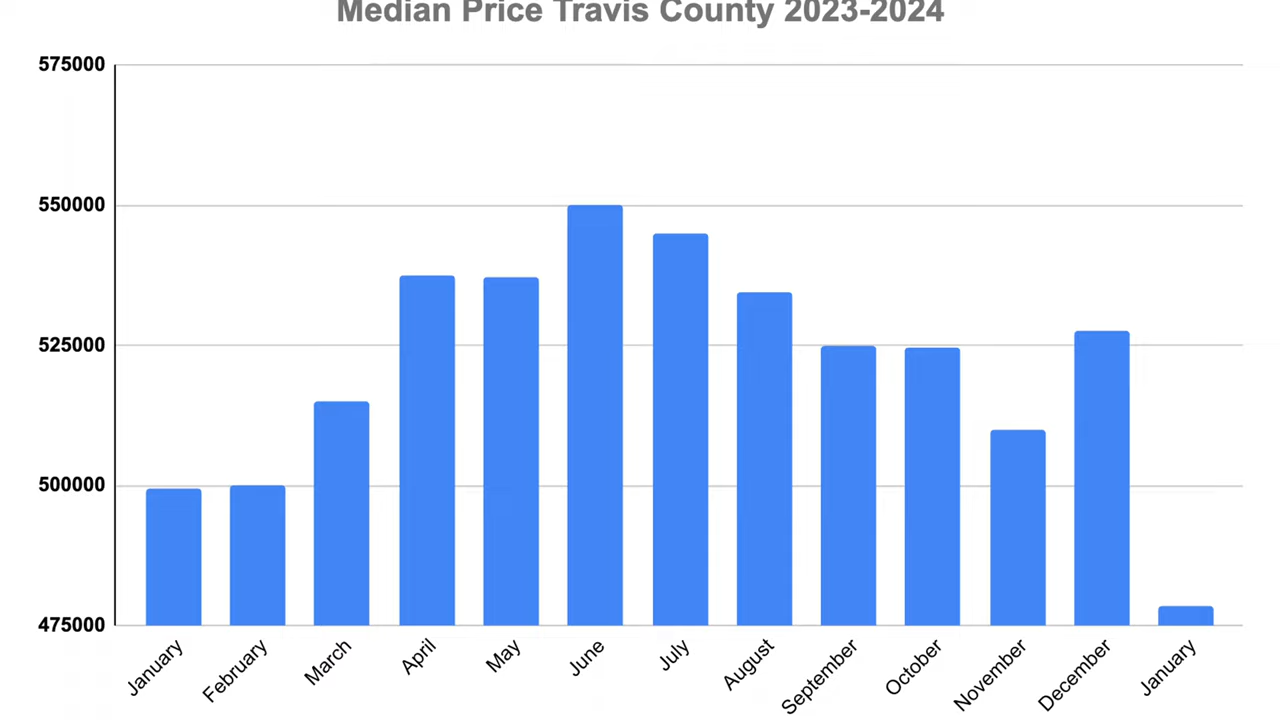 Median Price Travis County 2023-2024
575000
550000
525000
500000
475000
January
February
March
April
May
June
July
August
September
October
November
December
January